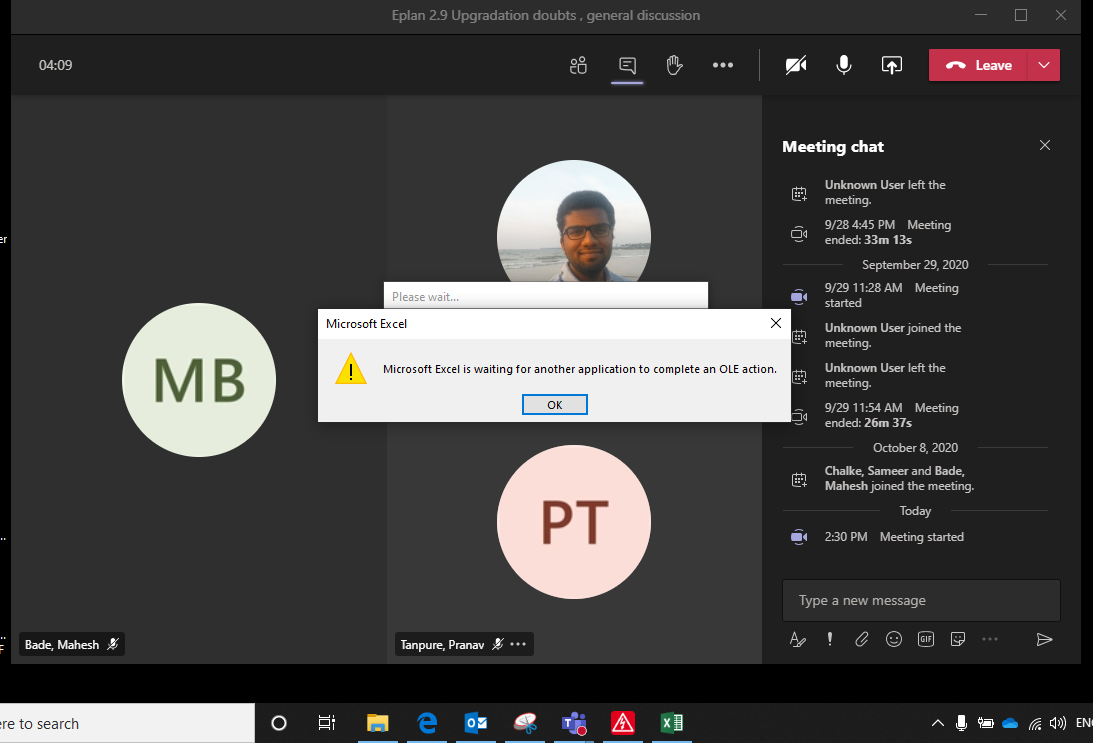 Eplan 2.9 Upgradation doubts , general discussion
04:09
Leave
Meeting chat
Unknown User left the
meeting.
9/28 4:45 PM Meeting
ended: 33m 13s
September 29, 2020
9/29 11:28 AM Meeting
started
Unknown User joined the
meeting.
Unknown User left the
meeting.
9/29 11:54 AM Meeting
ended: 26m 37s
October 8, 2020
Chalke, Sameer and Bade,
Mahesh joined the meeting.
Today
2:30 PM Meeting started
Type a new message
GIF
Please wait...
Microsoft Excel
Microsoft Excel is waiting for another application to complete an OLE action.
OK
MB
PT
Bade, Mahesh
Tanpure, Pranav
er
...
...
F
ere to search
ENG